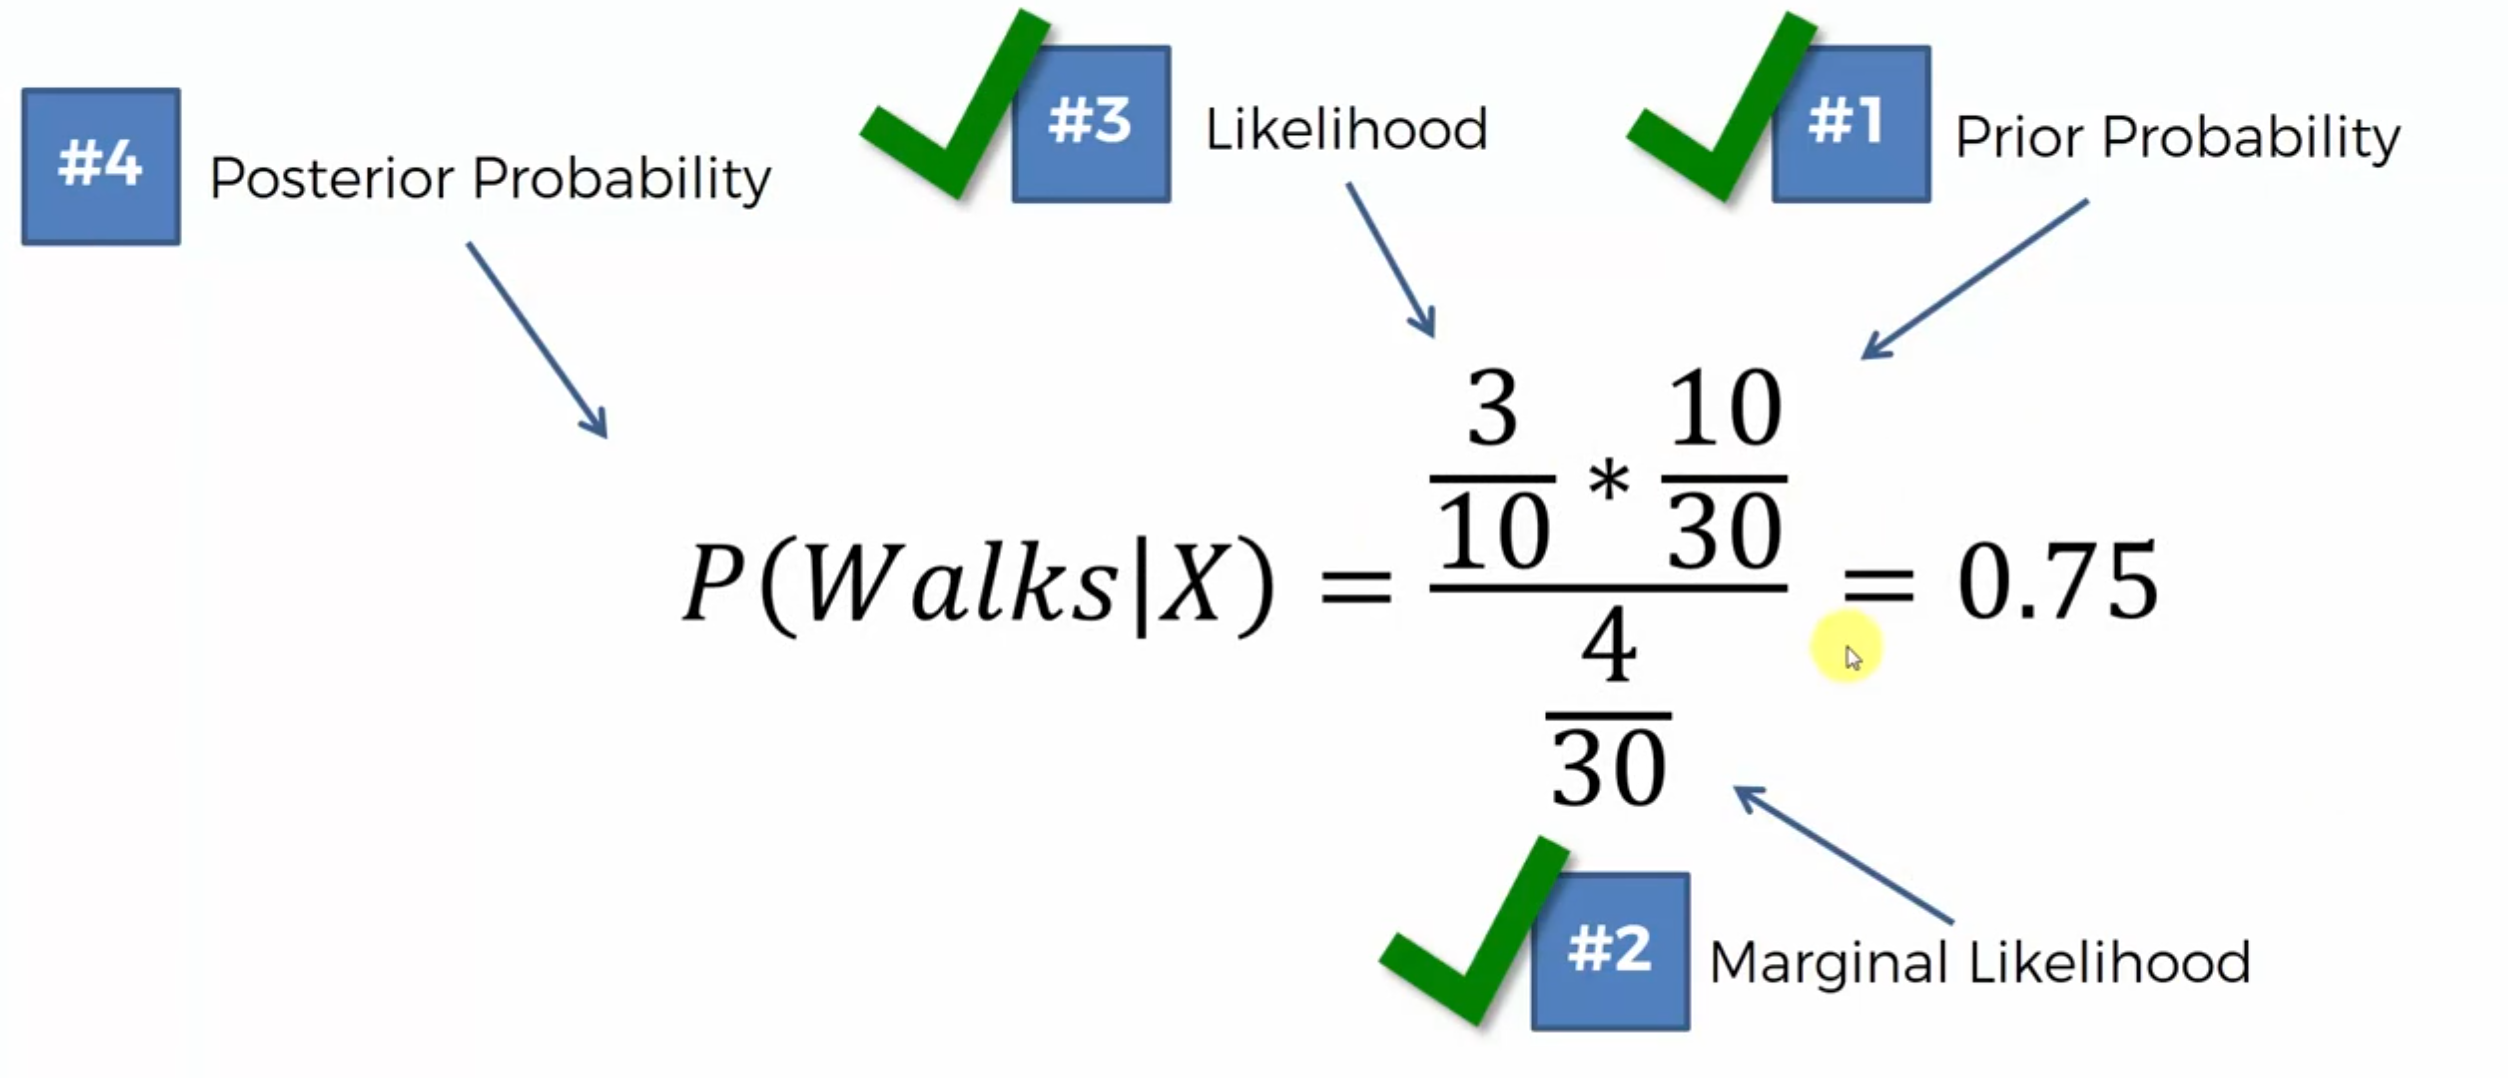 #4 Posterior Probability
#3 Likelihood
#1 Prior Probability
P(Walks|X) = 3/10 * 10/30 / 4/30 = 0.75
#2 Marginal Likelihood